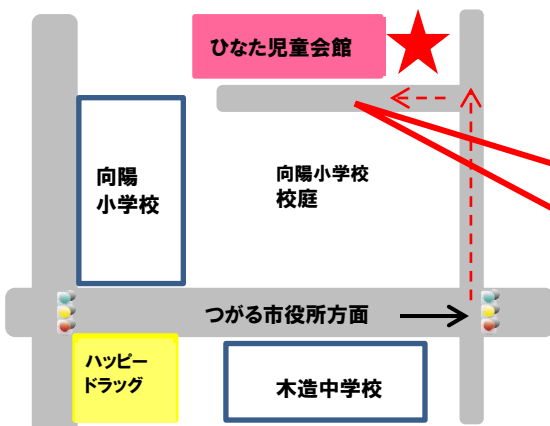 ひなた児童会館
向陽
小学校
向陽小学校
校庭
つがる市役所方面
ハッピー
ドラッグ
木造中学校